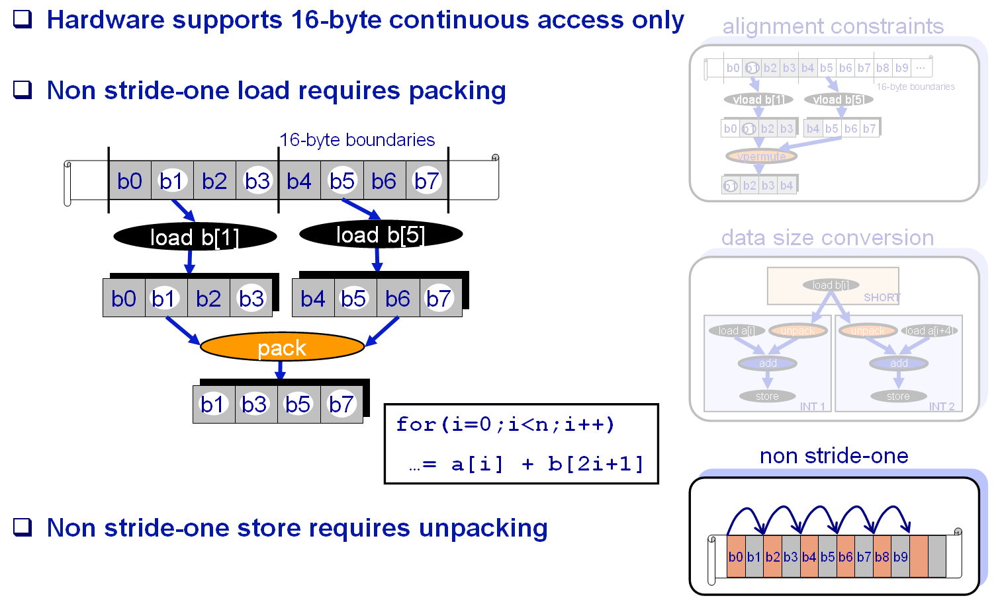 Hardware supports 16-byte continuous access only
Non stride-one load requires packing
16-byte boundaries
b0 b1 b2 b3 b4 b5 b6 b7
load b[1] load b[5]
b0 b1 b2 b3 b4 b5 b6 b7
pack
b1 b3 b5 b7
for(i=0;i<n;i++)
…= a[i] + b[2i+1]
Non stride-one store requires unpacking
alignment constraints
b0 b1 b2 b3 b4 b5 b6 b7 b8 b9 ...
16-byte boundaries
vload b[1] vload b[5]
b0 b1 b2 b3 b4 b5 b6 b7
vpermute
b1 b2 b3 b4
data size conversion
load b[i]
SHORT
load a[i] unpack unpack load a[i+4]
add add
store store
INT 1 INT 2
non stride-one
b0 b1 b2 b3 b4 b5 b6 b7 b8 b9